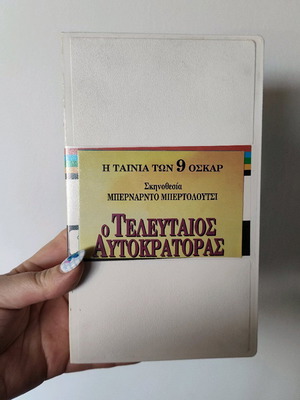 Η ΤΑΙΝΙΑ ΤΩΝ 9 ΟΣΚΑΡ
Σκηνοθεσία
ΜΠΕΡΝΑΡΝΤΟ ΜΠΕΡΤΟΛΟΥΤΣΙ
Ο ΤΕΛΕΥΤΑΙΟΣ
ΑΥΤΟΚΡΑΤΟΡΑΣ